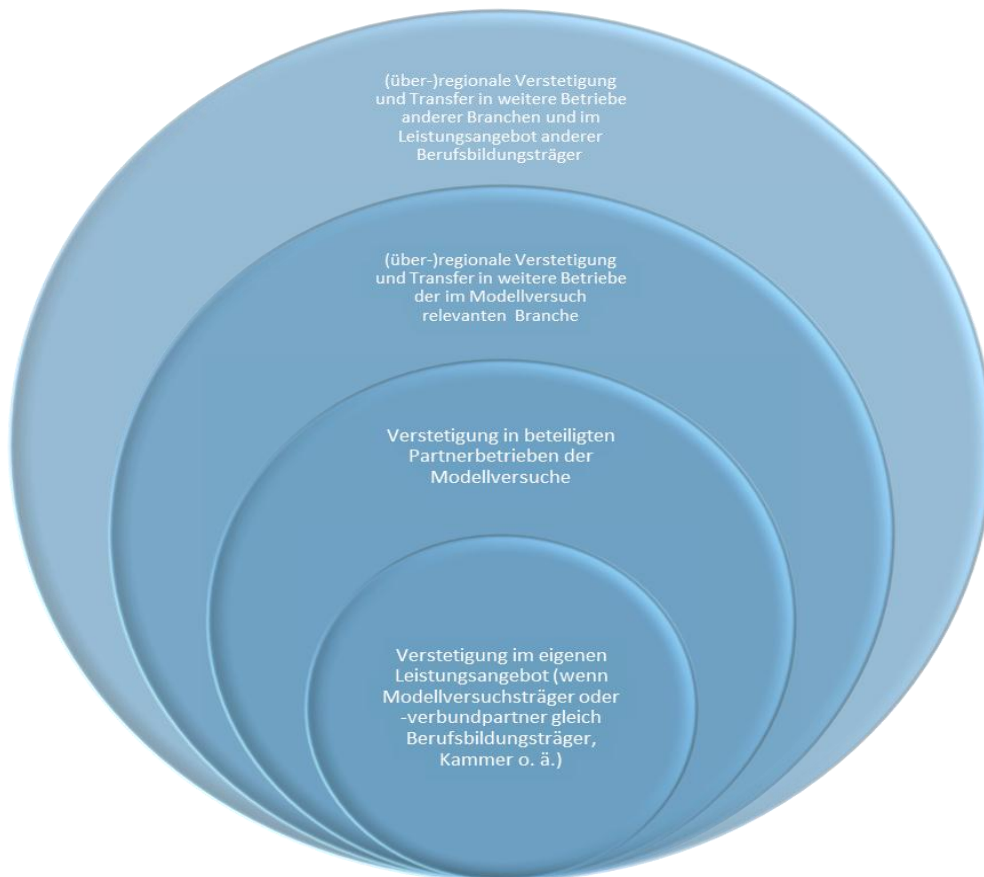 (über-)regionale Verstetigung
und Transfer in weitere Betriebe
anderer Branchen und im
Leistungsangebot anderer
Berufsbildungsträger
(über-)regionale Verstetigung
und Transfer in weitere Betriebe
der im Modellversuch
relevanten Branche
Verstetigung in beteiligten
Partnerbetrieben der
Modellversuche
Verstetigung im eigenen
Leistungsangebot (wenn
Modellversuchsträger oder
-verbundpartner gleich
Berufsbildungsträger,
Kammer o. ä.)